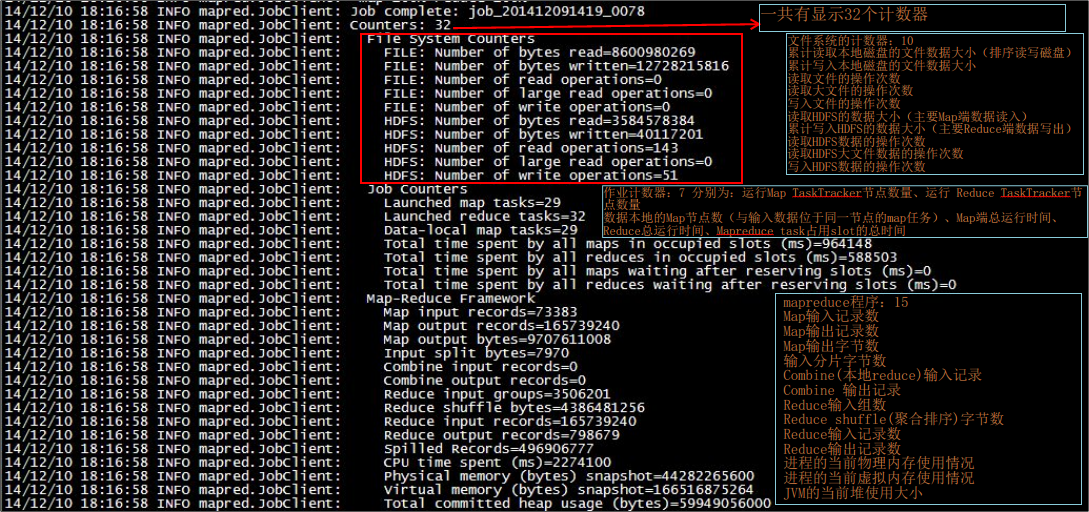 14/12/10 18:16:58 INFO mapred.JobClient: Job complete: job_201412091419_0078
14/12/10 18:16:58 INFO mapred.JobClient: Counters: 32
一共有显示32个计数器
14/12/10 18:16:58 INFO mapred.JobClient: File System Counters
14/12/10 18:16:58 INFO mapred.JobClient: FILE: Number of bytes read=8600980269
14/12/10 18:16:58 INFO mapred.JobClient: FILE: Number of bytes written=12728215816
14/12/10 18:16:58 INFO mapred.JobClient: FILE: Number of read operations=0
14/12/10 18:16:58 INFO mapred.JobClient: FILE: Number of large read operations=0
14/12/10 18:16:58 INFO mapred.JobClient: FILE: Number of write operations=0
14/12/10 18:16:58 INFO mapred.JobClient: HDFS: Number of bytes read=3584578384
14/12/10 18:16:58 INFO mapred.JobClient: HDFS: Number of bytes written=40117201
14/12/10 18:16:58 INFO mapred.JobClient: HDFS: Number of read operations=143
14/12/10 18:16:58 INFO mapred.JobClient: HDFS: Number of large read operations=0
14/12/10 18:16:58 INFO mapred.JobClient: HDFS: Number of write operations=51
文件系统的计数器：10
累计读取本地磁盘的文件数据大小（排序读写磁盘）
累计写入本地磁盘的文件数据大小
读取文件的操作次数
读取大文件的操作次数
写入文件的操作次数
读取HDFS的数据大小（主要Map端数据读入）
累计写入HDFS的数据大小（主要Reduce端数据写出）
读取HDFS数据的操作次数
读取HDFS大文件数据的操作次数
写入HDFS数据的操作次数
14/12/10 18:16:58 INFO mapred.JobClient: Job Counters
14/12/10 18:16:58 INFO mapred.JobClient: Launched map tasks=29
14/12/10 18:16:58 INFO mapred.JobClient: Launched reduce tasks=32
14/12/10 18:16:58 INFO mapred.JobClient: Data-local map tasks=29
14/12/10 18:16:58 INFO mapred.JobClient: Total time spent by all maps in occupied slots (ms)=964148
14/12/10 18:16:58 INFO mapred.JobClient: Total time spent by all reduces in occupied slots (ms)=588503
14/12/10 18:16:58 INFO mapred.JobClient: Total time spent by all maps waiting after reserving slots (ms)=0
14/12/10 18:16:58 INFO mapred.JobClient: Total time spent by all reduces waiting after reserving slots (ms)=0
作业计数器：7 分别为：运行Map TaskTracker节点数量、运行 Reduce TaskTracker节
点数量
数据本地的Map节点数（与输入数据位于同一节点的map任务）、Map端总运行时间、
Reduce总运行时间、Mapreduce task占用slot的总时间
14/12/10 18:16:58 INFO mapred.JobClient: Map-Reduce Framework
14/12/10 18:16:58 INFO mapred.JobClient: Map input records=73383
14/12/10 18:16:58 INFO mapred.JobClient: Map output records=165739240
14/12/10 18:16:58 INFO mapred.JobClient: Map output bytes=9707611008
14/12/10 18:16:58 INFO mapred.JobClient: Input split bytes=7970
14/12/10 18:16:58 INFO mapred.JobClient: Combine input records=0
14/12/10 18:16:58 INFO mapred.JobClient: Combine output records=0
14/12/10 18:16:58 INFO mapred.JobClient: Reduce input groups=3506201
14/12/10 18:16:58 INFO mapred.JobClient: Reduce shuffle bytes=4386481256
14/12/10 18:16:58 INFO mapred.JobClient: Reduce input records=165739240
14/12/10 18:16:58 INFO mapred.JobClient: Reduce output records=798679
14/12/10 18:16:58 INFO mapred.JobClient: Spilled Records=496906777
14/12/10 18:16:58 INFO mapred.JobClient: CPU time spent (ms)=2274100
14/12/10 18:16:58 INFO mapred.JobClient: Physical memory (bytes) snapshot=44282265600
14/12/10 18:16:58 INFO mapred.JobClient: Virtual memory (bytes) snapshot=166516875264
14/12/10 18:16:58 INFO mapred.JobClient: Total committed heap usage (bytes)=59949056000
mapreduce程序：15
Map输入记录数
Map输出记录数
Map输出字节数
输入分片字节数
Combine(本地reduce)输入记录
Combine 输出记录
Reduce输入组数
Reduce shuffle(聚合排序)字节数
Reduce输入记录数
Reduce输出记录数
进程的当前物理内存使用情况
进程的当前虚拟内存使用情况
JVM的当前堆使用大小